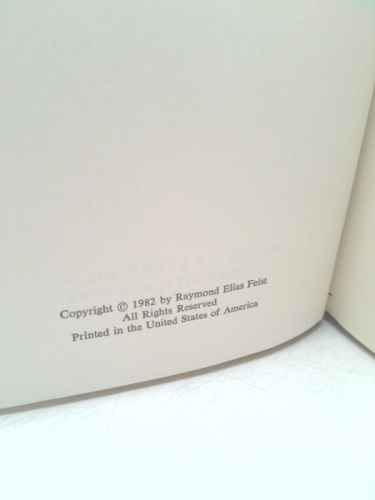 Copyright © 1982 by Raymond Elias Feist
All Rights Reserved
Printed in the United States of America